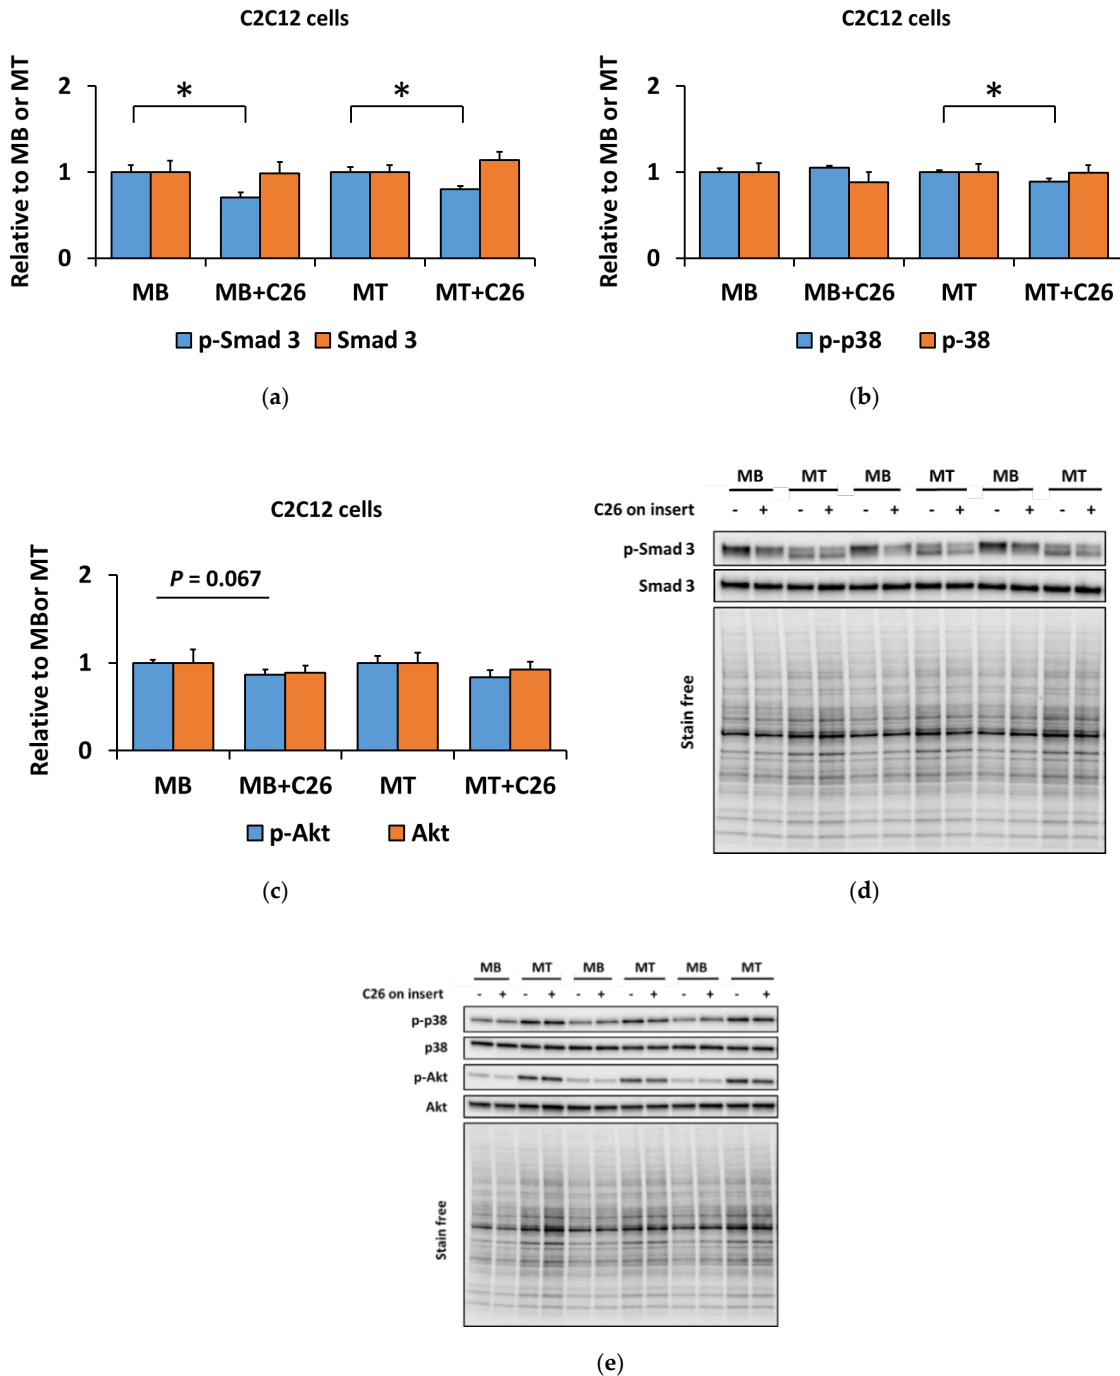 C2C12 cells
Relative to MB or MT
2
1
0
*
*
MB MB+C26 MT MT+C26
p-Smad 3 Smad 3
(a)
C2C12 cells
Relative to MB or MT
2
1
0
*
MB MB+C26 MT MT+C26
p-p38 p-38
(b)
C2C12 cells
Relative to MBor MT
2
1
0
P = 0.067
MB MB+C26 MT MT+C26
p-Akt Akt
(c)
MB MT MB MT MB MT
C26 on insert - + - + - + - + - + - +
p-Smad 3
Smad 3
Stain free
(d)
MB MT MB MT MB MT
C26 on insert - + - + - + - + - + - +
p-p38
p38
p-Akt
Akt
Stain free
(e)